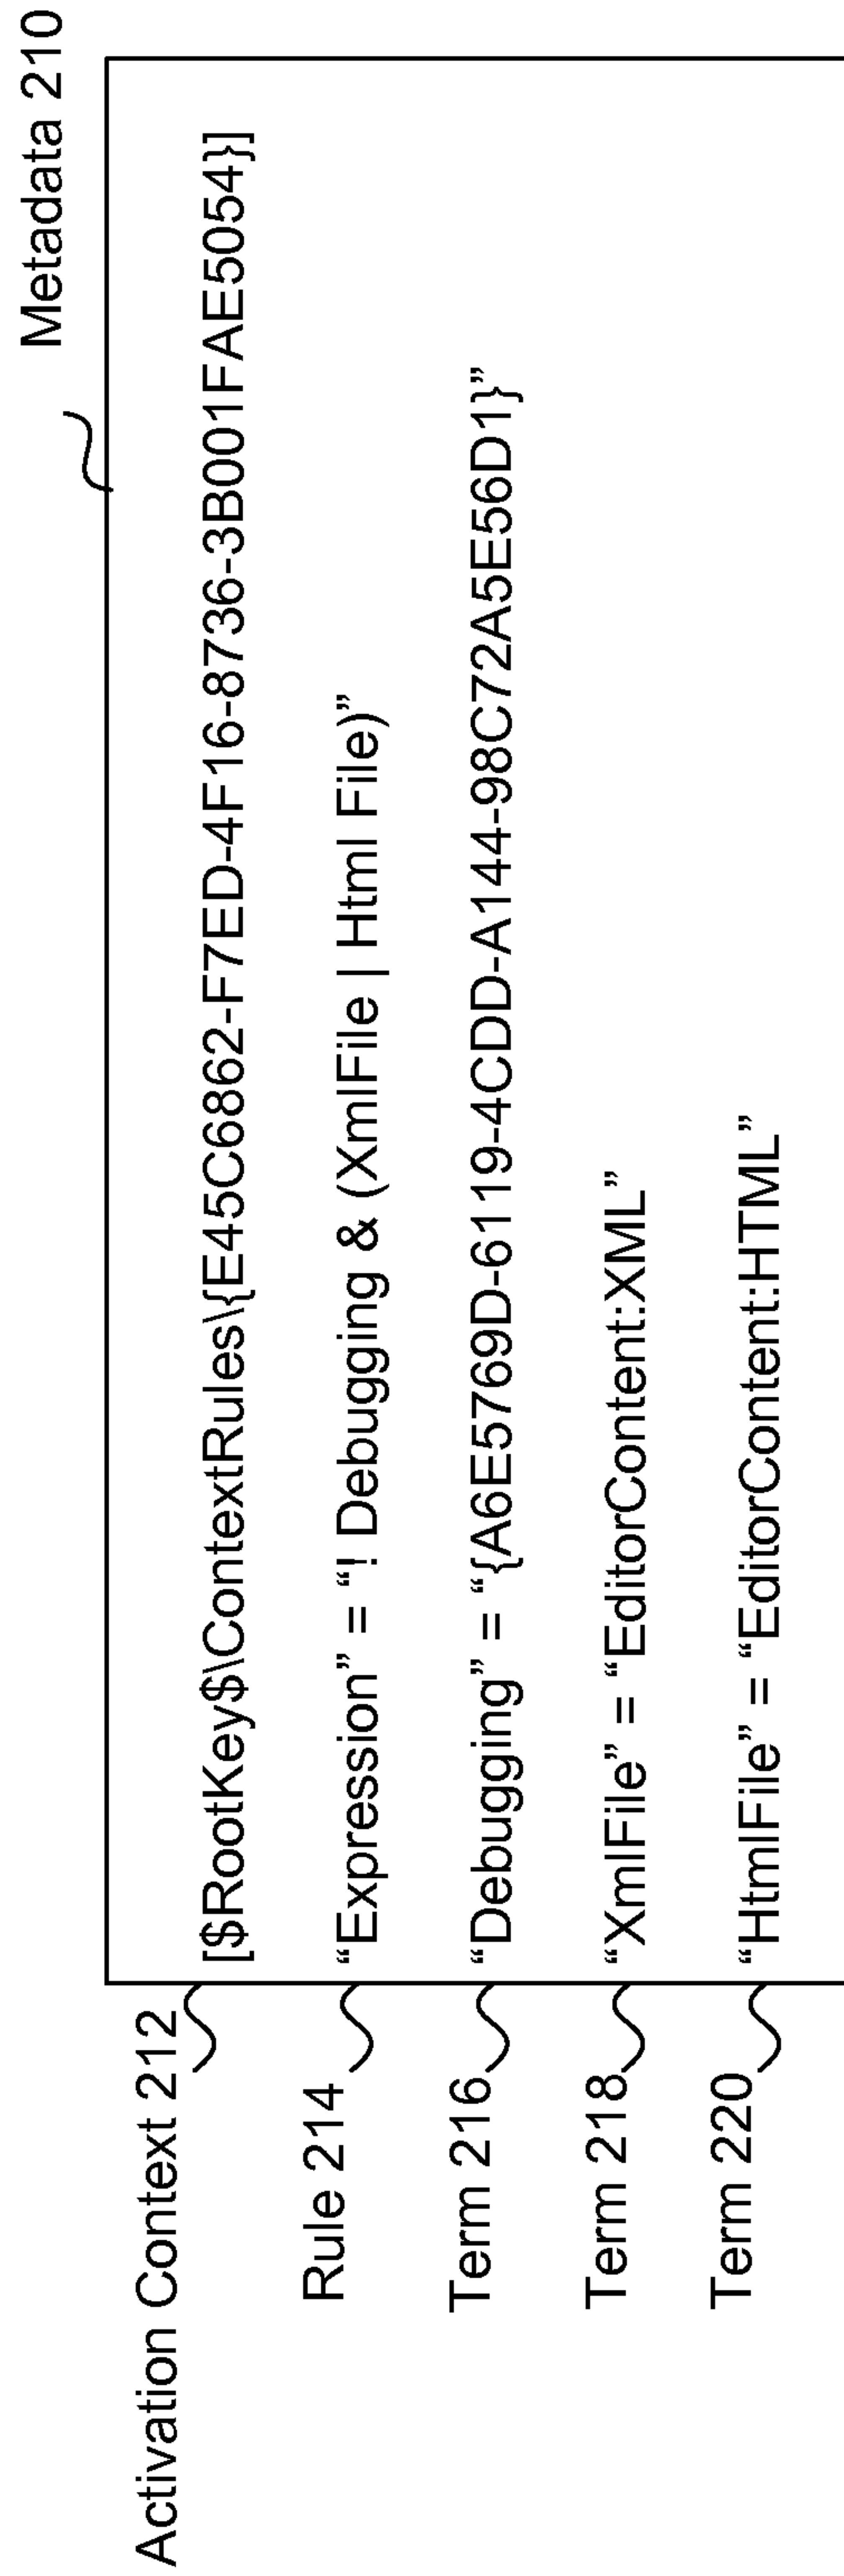 Metadata 210
Activation Context 212
[$RootKey$\ContextRules\{E45C6862-F7ED-4F16-8736-3B001FAE5054}]
Rule 214
“Expression” = “! Debugging & (XmlFile | Html File)”
Term 216
“Debugging” = “{A6E5769D-6119-4CDD-A144-98C72A5E56D1}”
Term 218
“XmlFile” = “EditorContent:XML”
Term 220
“HtmlFile” = “EditorContent:HTML”